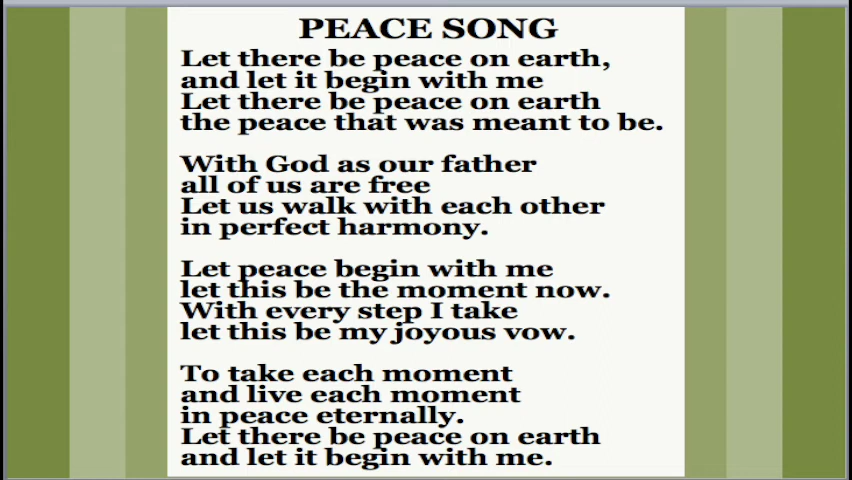 PEACE SONG
Let there be peace on earth,
and let it begin with me
Let there be peace on earth
the peace that was meant to be.
With God as our father
all of us are free
Let us walk with each other
in perfect harmony.
Let peace begin with me
let this be the moment now.
With every step I take
let this be my joyous vow.
To take each moment
and live each moment
in peace eternally.
Let there be peace on earth
and let it begin with me.